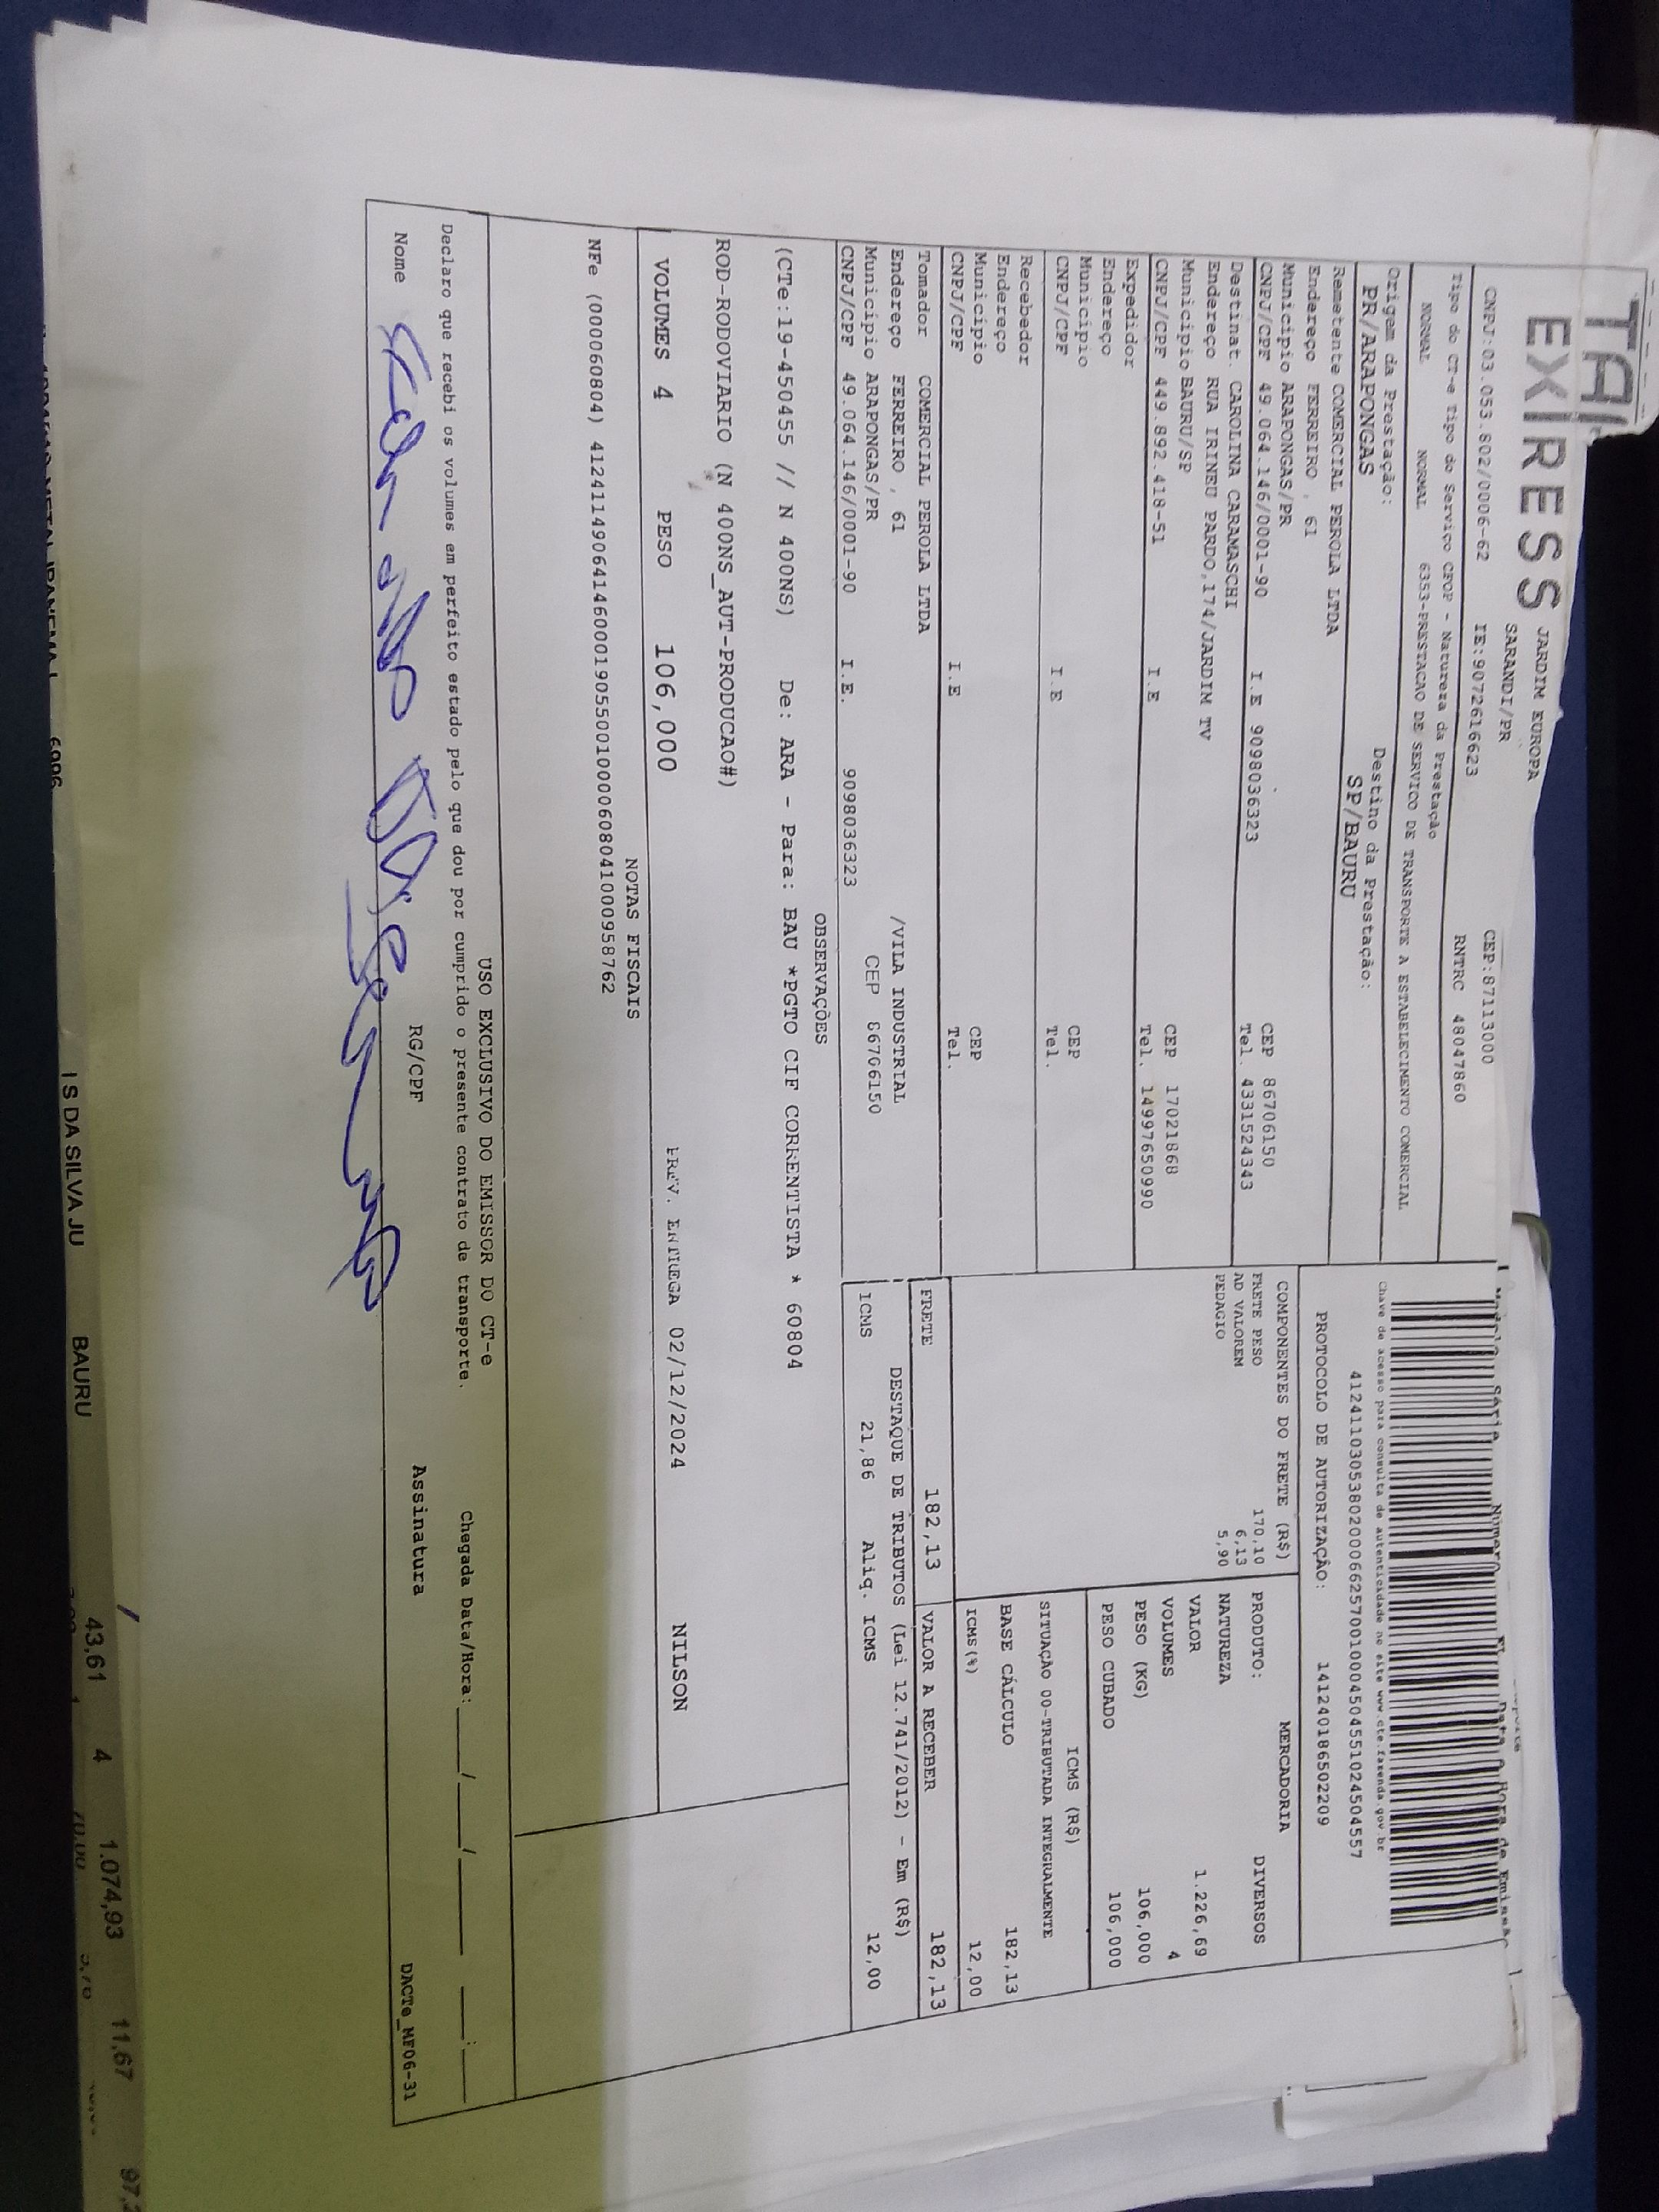 EXPRESS
JARDIM EUROPA
SARANDI/PR
CEP:87113000
CNPJ:03.053.802/0006-62 IE:9072616623 RNTRC 48047860
Tipo do CT-e Tipo do Serviço CFOP - Natureza da Prestação
NORMAL NORMAL 6353-PRESTACAO DE SERVICO DE TRANSPORTE A ESTABELECIMENTO COMERCIAL
Origem da Prestação: Destino da Prestação:
PR/ARAPONGAS SP/BAURU
Remetente COMERCIAL PEROLA LTDA
Endereço FERREIRO , 61
Município ARAPONGAS/PR CEP 86706150
CNPJ/CPF 49.064.146/0001-90 I.E 9098036323 Tel. 4331524343
Destinat. CAROLINA CARAMASCHI
Endereço RUA IRINEU PARDO,174/JARDIM TV
Município BAURU/SP CEP 17021868
CNPJ/CPF 449.892.418-51 I.E Tel. 14997650990
Expedidor
Endereço
Município CEP
CNPJ/CPF I.E Tel.
Recebedor
Endereço
Município CEP
CNPJ/CPF I.E Tel.
Tomador COMERCIAL PEROLA LTDA
Endereço FERREIRO , 61 /VILA INDUSTRIAL
Município ARAPONGAS/PR CEP 86706150
CNPJ/CPF 49.064.146/0001-90 I.E. 9098036323
Modelo Série Número FL Data e Hora de Emissão
Chave de acesso para consulta de autenticidade no site www.cte.fazenda.gov.br
41241103053802000662570010004504551024504557
PROTOCOLO DE AUTORIZAÇÃO: 141240186502209
COMPONENTES DO FRETE (R$)
FRETE PESO 170,10
AD VALOREM 6,13
PEDAGIO 5,90
MERCADORIA
PRODUTO: DIVERSOS
NATUREZA
VALOR 1.226,69
VOLUMES 4
PESO (KG) 106,000
PESO CUBADO 106,000
ICMS (R$)
SITUAÇÃO 00-TRIBUTADA INTEGRALMENTE
BASE CÁLCULO 182,13
ICMS(%) 12,00
FRETE 182,13 VALOR A RECEBER 182,13
DESTAQUE DE TRIBUTOS (Lei 12.741/2012) - Em (R$)
ICMS 21,86 Aliq. ICMS 12,00
OBSERVAÇÕES
(CTe:19-450455 // N 400NS) De: ARA - Para: BAU *PGTO CIF CORRENTISTA * 60804
ROD-RODOVIARIO (N 400NS_AUT-PRODUCAO#)
VOLUMES 4 PESO 106,000 PREV. ENTREGA 02/12/2024 NILSON
NOTAS FISCAIS
NFe (000060804) 41241149064146000190550010000608041000958762
USO EXCLUSIVO DO EMISSOR DO CT-e
Declaro que recebi os volumes em perfeito estado pelo que dou por cumprido o presente contrato de transporte. Chegada Data/Hora: ____/____/______ ____:____
Nome RG/CPF Assinatura
DACTe_MF06-31
I S DA SILVA JU BAURU 43,61 4 1.074,93 11,67